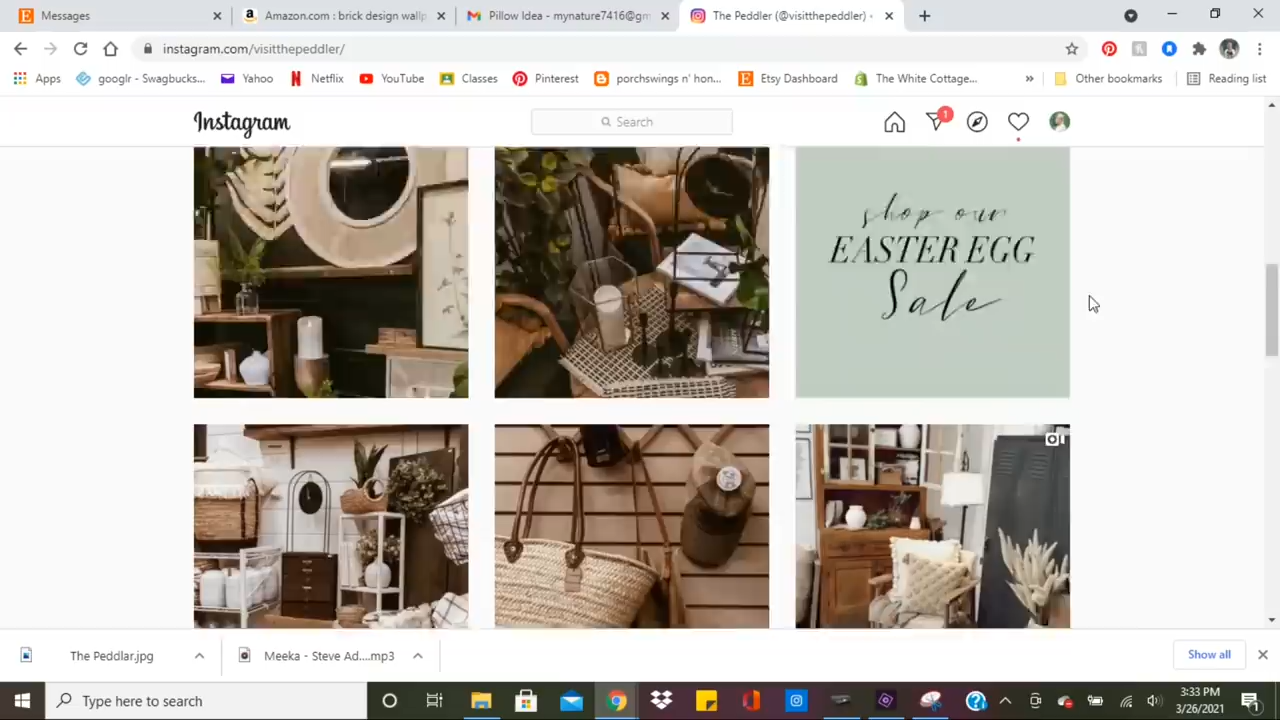 Messages
Amazon.com : brick design wallp
Pillow Idea - mynature7416@gm
The Peddler (@visitthepeddler) •
instagram.com/visitthepeddler/
Apps
googlr - Swagbucks...
Yahoo
Netflix
YouTube
Classes
Pinterest
porchswings n' hon...
Etsy Dashboard
The White Cottage...
»
Other bookmarks
Reading list
Instagram
Search
1
shop our
EASTER EGG
Sale
The Peddlar.jpg
Meeka - Steve Ad....mp3
Show all
Type here to search
3:33 PM
3/26/2021
1